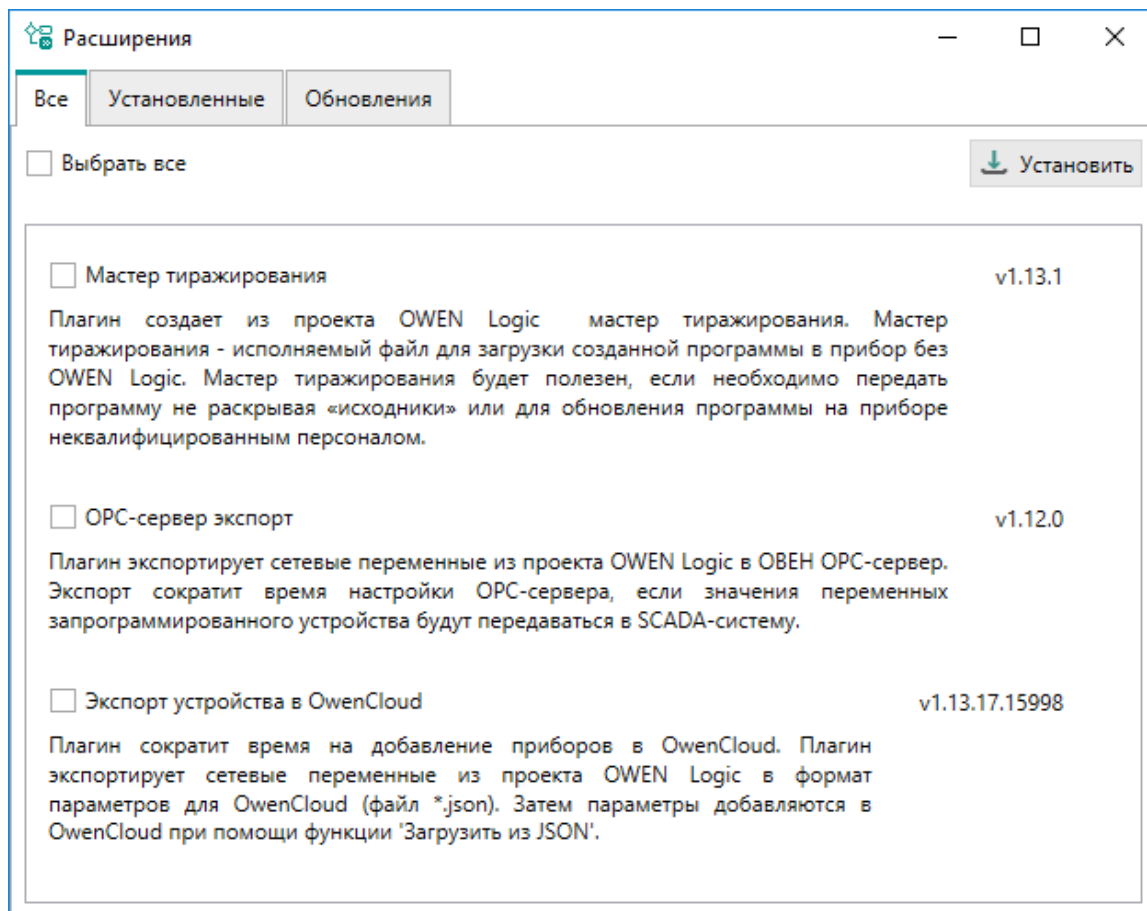 Расширения
Все Установленные Обновления
Выбрать все Установить
Мастер тиражирования v1.13.1
Плагин создает из проекта OWEN Logic мастер тиражирования. Мастер
тиражирования - исполняемый файл для загрузки созданной программы в прибор без
OWEN Logic. Мастер тиражирования будет полезен, если необходимо передать
программу не раскрывая «исходники» или для обновления программы на приборе
неквалифицированным персоналом.
OPC-сервер экспорт v1.12.0
Плагин экспортирует сетевые переменные из проекта OWEN Logic в ОВЕН OPC-сервер.
Экспорт сократит время настройки OPC-сервера, если значения переменных
запрограммированного устройства будут передаваться в SCADA-систему.
Экспорт устройства в OwenCloud v1.13.17.15998
Плагин сократит время на добавление приборов в OwenCloud. Плагин
экспортирует сетевые переменные из проекта OWEN Logic в формат
параметров для OwenCloud (файл *.json). Затем параметры добавляются в
OwenCloud при помощи функции 'Загрузить из JSON'.